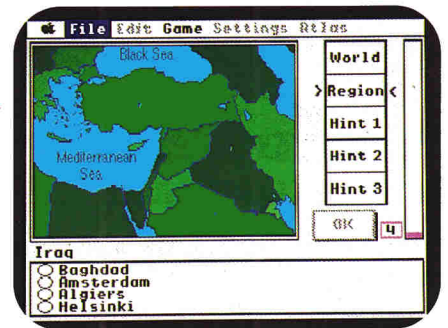 File Edit Game Settings Atlas
Black Sea
Mediterranean
Sea
World
> Region <
Hint 1
Hint 2
Hint 3
OK
4
Iraq
Baghdad
Amsterdam
Algiers
Helsinki